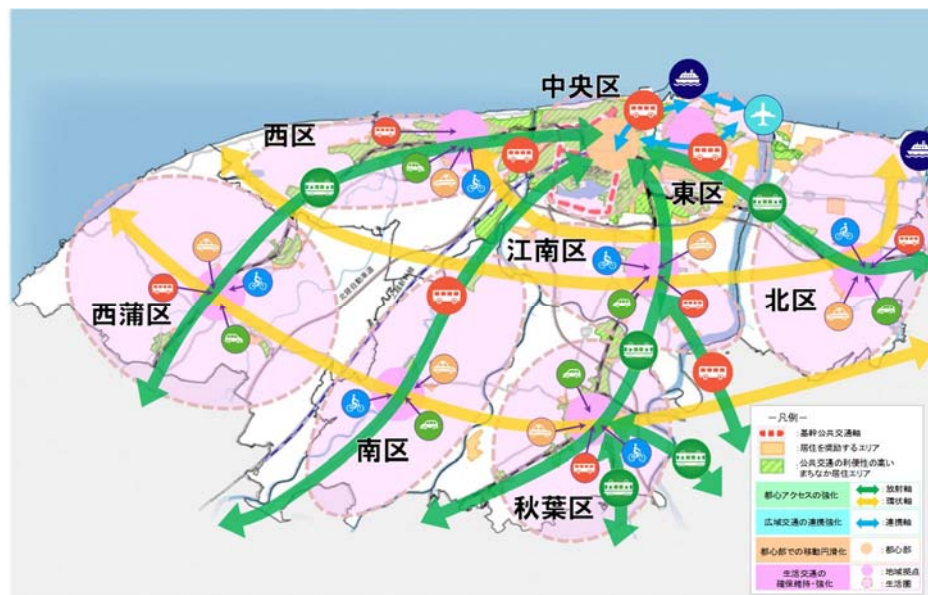 中央区
西区
東区
江南区
北区
西蒲区
南区
秋葉区
北陸自動車道
－凡例－
：基幹公共交通軸
：居住を奨励するエリア
：公共交通の利便性の高い
まちなか居住エリア
都心アクセスの強化
：放射軸
：環状軸
広域交通の連携強化
：連携軸
都心部での移動円滑化
：都心部
生活交通の
確保維持・強化
：地域拠点
：生活圏